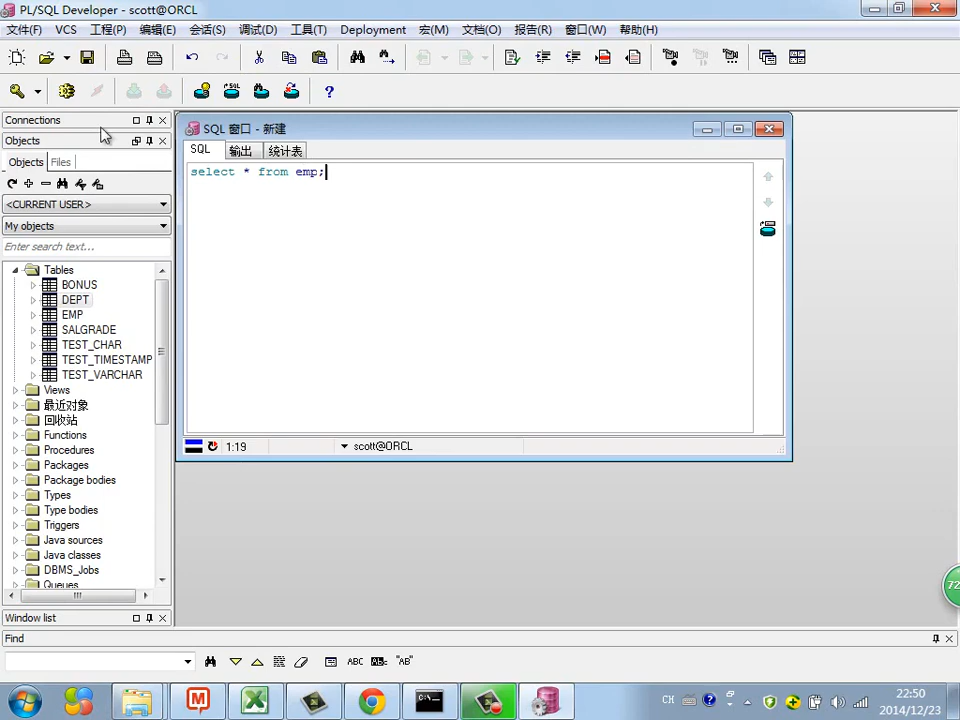 PL/SQL Developer - scott@ORCL
文件(F) VCS 工程(P) 编辑(E) 会话(S) 调试(D) 工具(T) Deployment 宏(M) 文档(O) 报告(R) 窗口(W) 帮助(H)
Connections
Objects
Objects Files
<CURRENT USER>
My objects
Enter search text...
Tables
BONUS
DEPT
EMP
SALGRADE
TEST_CHAR
TEST_TIMESTAMP
TEST_VARCHAR
Views
最近对象
回收站
Functions
Procedures
Packages
Package bodies
Types
Type bodies
Triggers
Java sources
Java classes
DBMS_Jobs
Queues
Window list
SQL 窗口 - 新建
SQL 输出 统计表
select * from emp;
1:19 scott@ORCL
72
Find
ABC "AB"
CH 22:50
2014/12/23